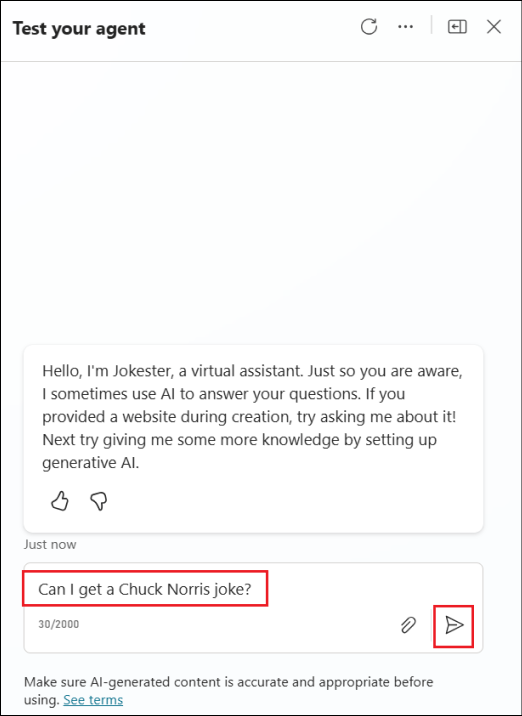 Test your agent
Hello, I'm Jokester, a virtual assistant. Just so you are aware,
I sometimes use AI to answer your questions. If you
provided a website during creation, try asking me about it!
Next try giving me some more knowledge by setting up
generative AI.
Just now
Can I get a Chuck Norris joke?
30/2000
Make sure AI-generated content is accurate and appropriate before
using. See terms